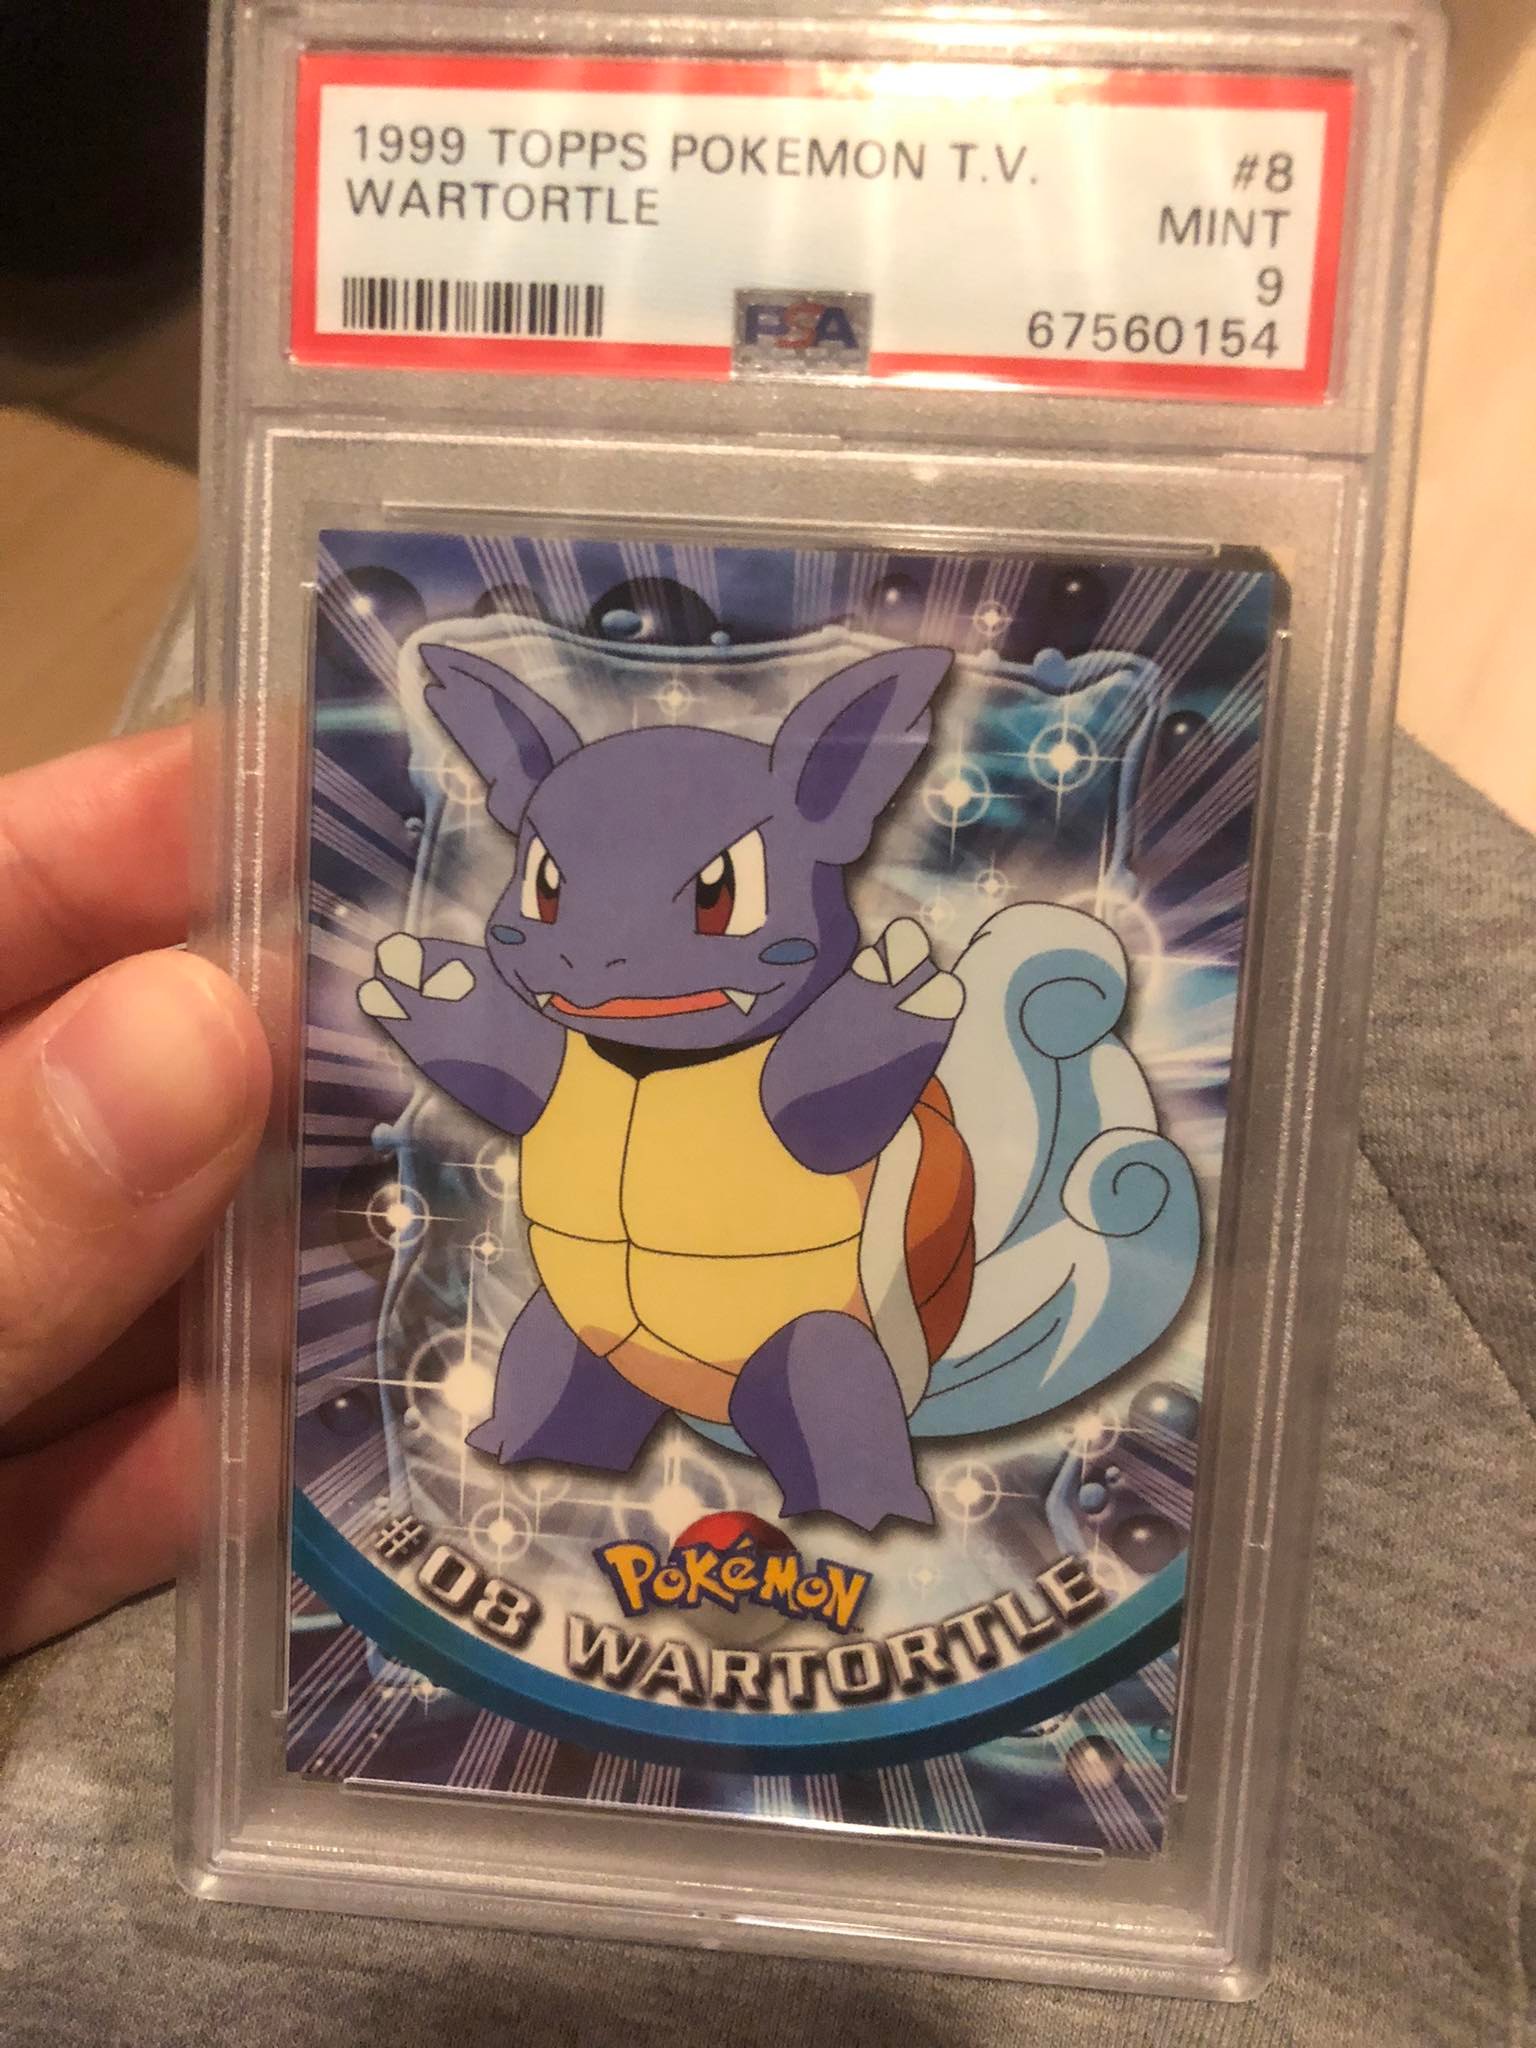 1999 TOPPS POKEMON T.V. #8
WARTORTLE MINT
9
PSA 67560154
POKéMON
#08 WARTORTLE